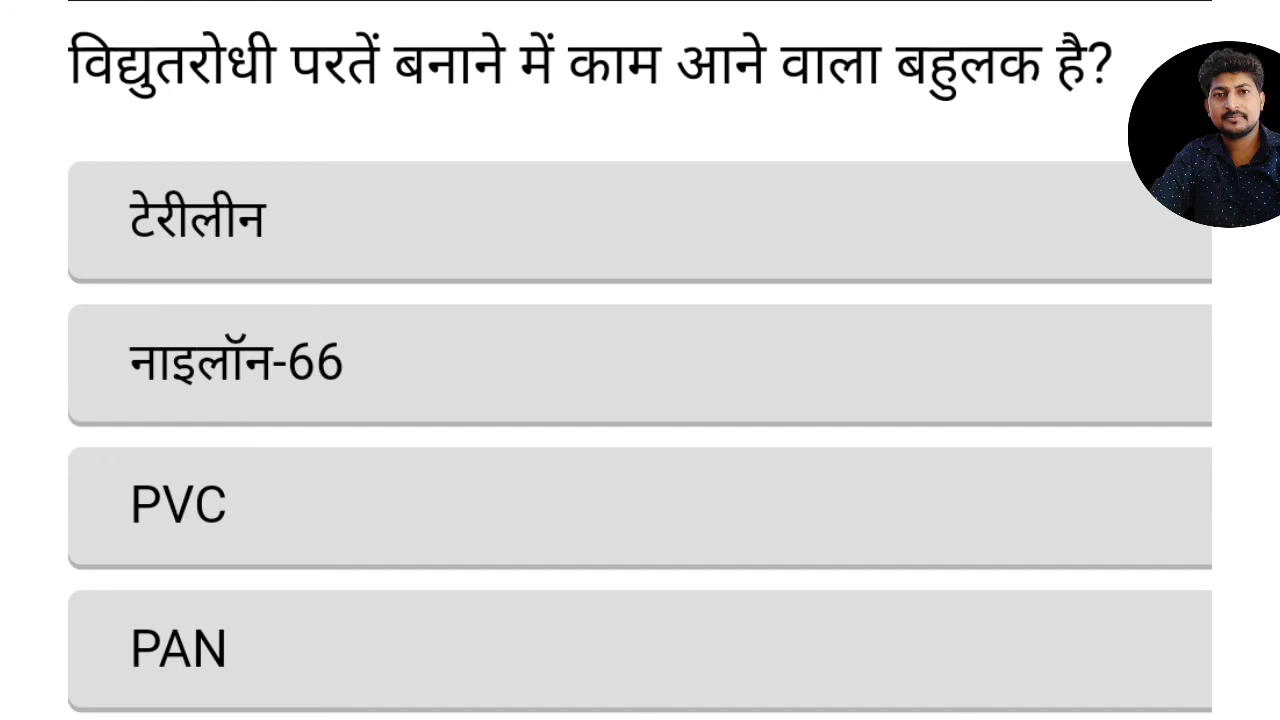 विद्युतरोधी परतें बनाने में काम आने वाला बहुलक है?
टेरीलीन
नाइलॉन-66
PVC
PAN